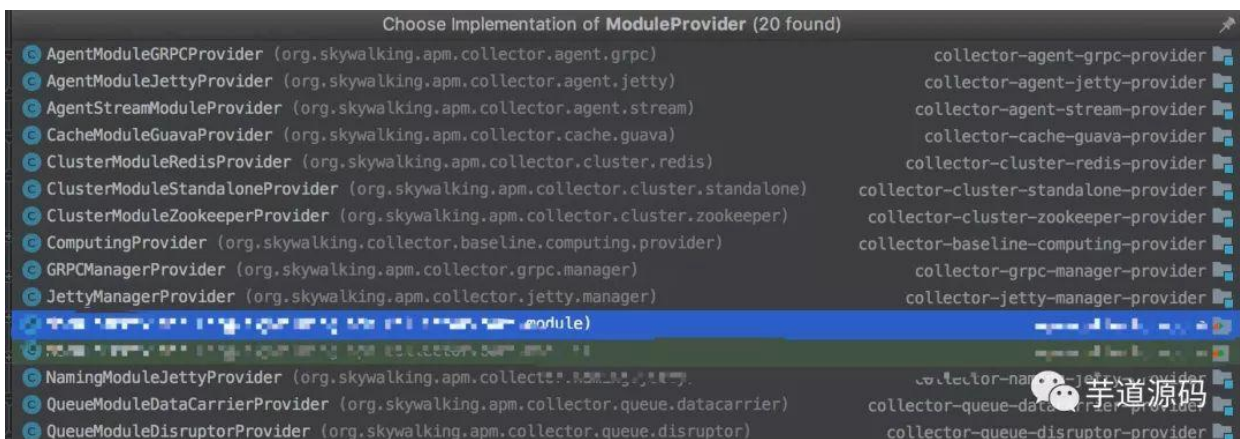 Choose Implementation of ModuleProvider (20 found)
AgentModuleGRPCProvider (org.skywalking.apm.collector.agent.grpc) collector-agent-grpc-provider
AgentModuleJettyProvider (org.skywalking.apm.collector.agent.jetty) collector-agent-jetty-provider
AgentStreamModuleProvider (org.skywalking.apm.collector.agent.stream) collector-agent-stream-provider
CacheModuleGuavaProvider (org.skywalking.apm.collector.cache.guava) collector-cache-guava-provider
ClusterModuleRedisProvider (org.skywalking.apm.collector.cluster.redis) collector-cluster-redis-provider
ClusterModuleStandaloneProvider (org.skywalking.apm.collector.cluster.standalone) collector-cluster-standalone-provider
ClusterModuleZookeeperProvider (org.skywalking.apm.collector.cluster.zookeeper) collector-cluster-zookeeper-provider
ComputingProvider (org.skywalking.collector.baseline.computing.provider) collector-baseline-computing-provider
GRPCManagerProvider (org.skywalking.apm.collector.grpc.manager) collector-grpc-manager-provider
JettyManagerProvider (org.skywalking.apm.collector.jetty.manager) collector-jetty-manager-provider
module)
NamingModuleJettyProvider (org.skywalking.apm.
芋道源码
QueueModuleDataCarrierProvider (org.skywalking.apm.collector.queue.datacarrier)
QueueModuleDisruptorProvider (org.skywalking.apm.collector.queue.disruptor) collector-queue-disruptor-provider